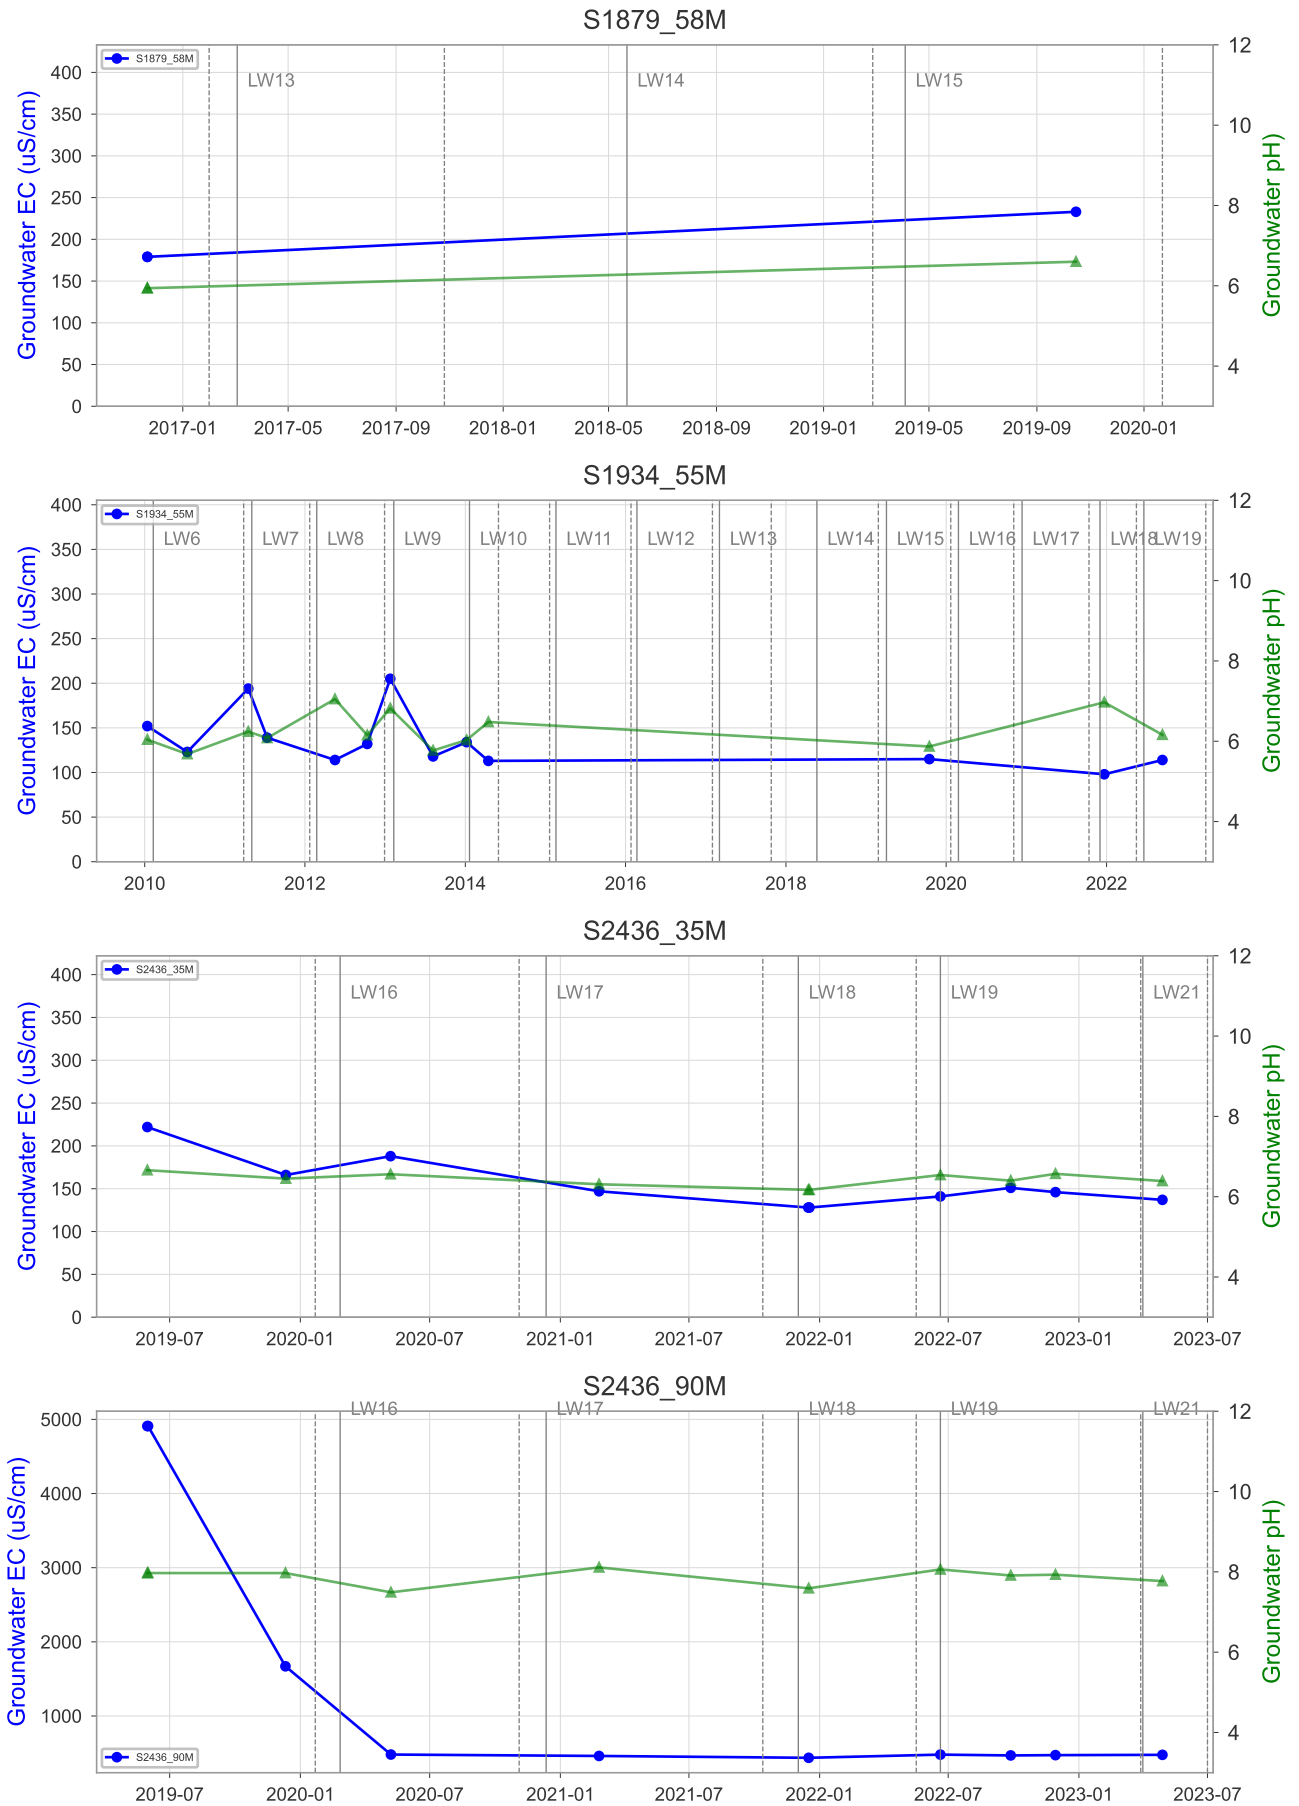 S1879_58M
S1879_58M
LW13 LW14 LW15
400
350
300
250
200
150
100
50
0
Groundwater EC (uS/cm)
12
10
8
6
4
Groundwater pH)
2017-01 2017-05 2017-09 2018-01 2018-05 2018-09 2019-01 2019-05 2019-09 2020-01
S1934_55M
S1934_55M
LW6 LW7 LW8 LW9 LW10 LW11 LW12 LW13 LW14 LW15 LW16 LW17 LW18 LW19
400
350
300
250
200
150
100
50
0
Groundwater EC (uS/cm)
12
10
8
6
4
Groundwater pH)
2010 2012 2014 2016 2018 2020 2022
S2436_35M
S2436_35M
LW16 LW17 LW18 LW19 LW21
400
350
300
250
200
150
100
50
0
Groundwater EC (uS/cm)
12
10
8
6
4
Groundwater pH)
2019-07 2020-01 2020-07 2021-01 2021-07 2022-01 2022-07 2023-01 2023-07
S2436_90M
LW16 LW17 LW18 LW19 LW21
5000
4000
3000
2000
1000
Groundwater EC (uS/cm)
12
10
8
6
4
Groundwater pH)
S2436_90M
2019-07 2020-01 2020-07 2021-01 2021-07 2022-01 2022-07 2023-01 2023-07